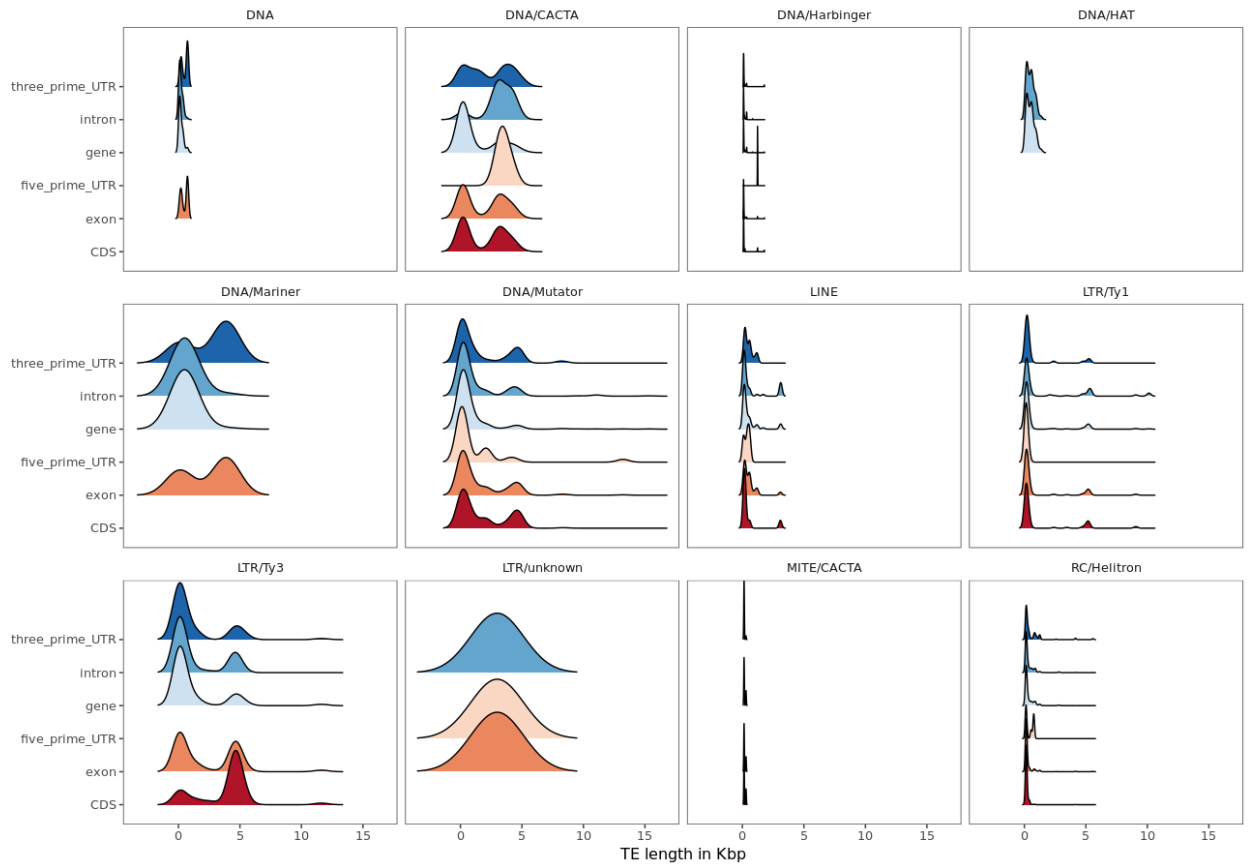 DNA
DNA/CACTA
DNA/Harbinger
DNA/HAT
three_prime_UTR
intron
gene
five_prime_UTR
exon
CDS
DNA/Mariner
DNA/Mutator
LINE
LTR/Ty1
three_prime_UTR
intron
gene
five_prime_UTR
exon
CDS
LTR/Ty3
LTR/unknown
MITE/CACTA
RC/Helitron
three_prime_UTR
intron
gene
five_prime_UTR
exon
CDS
0 5 10 15 0 5 10 15 0 5 10 15 0 5 10 15
TE length in Kbp